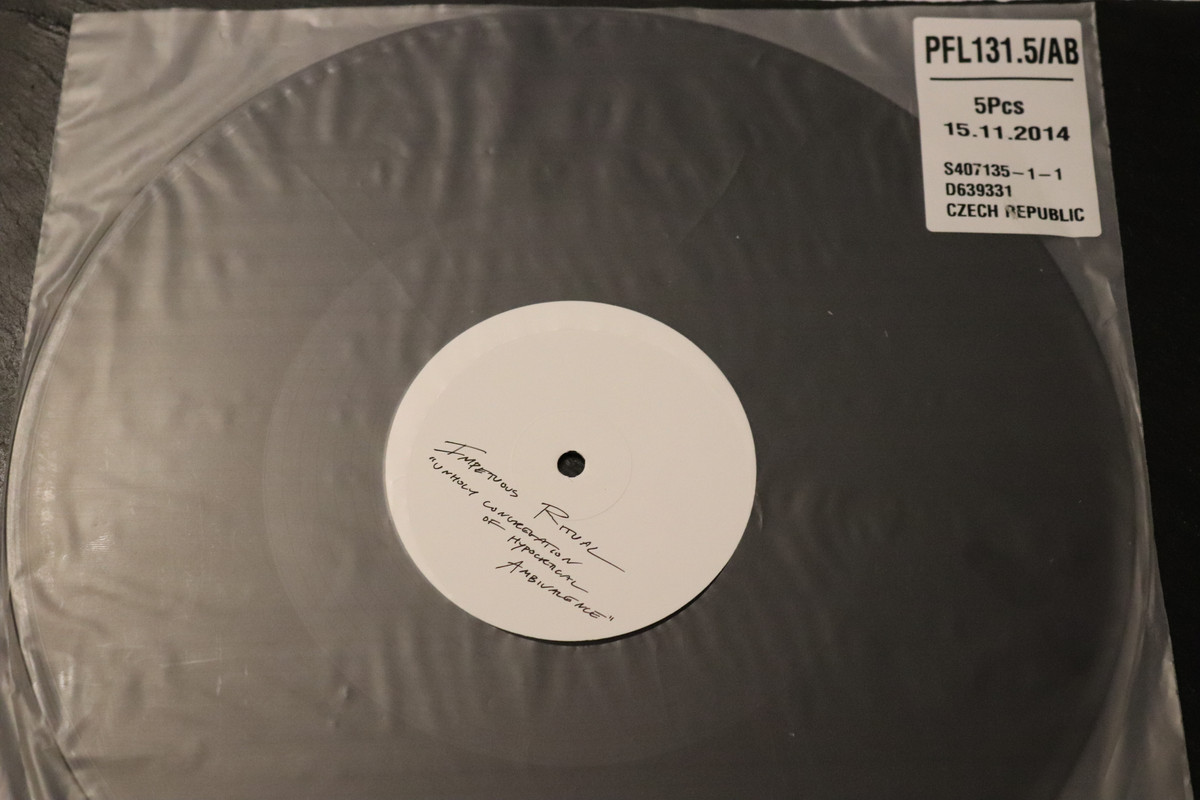 PFL131.5/AB
5Pcs
15.11.2014
S407135-1-1
D639331
CZECH REPUBLIC
IMPETUOUS RITUAL
"UNHOLY CONGREGATION
OF HYPOCRITICAL
AMBIVALENCE"